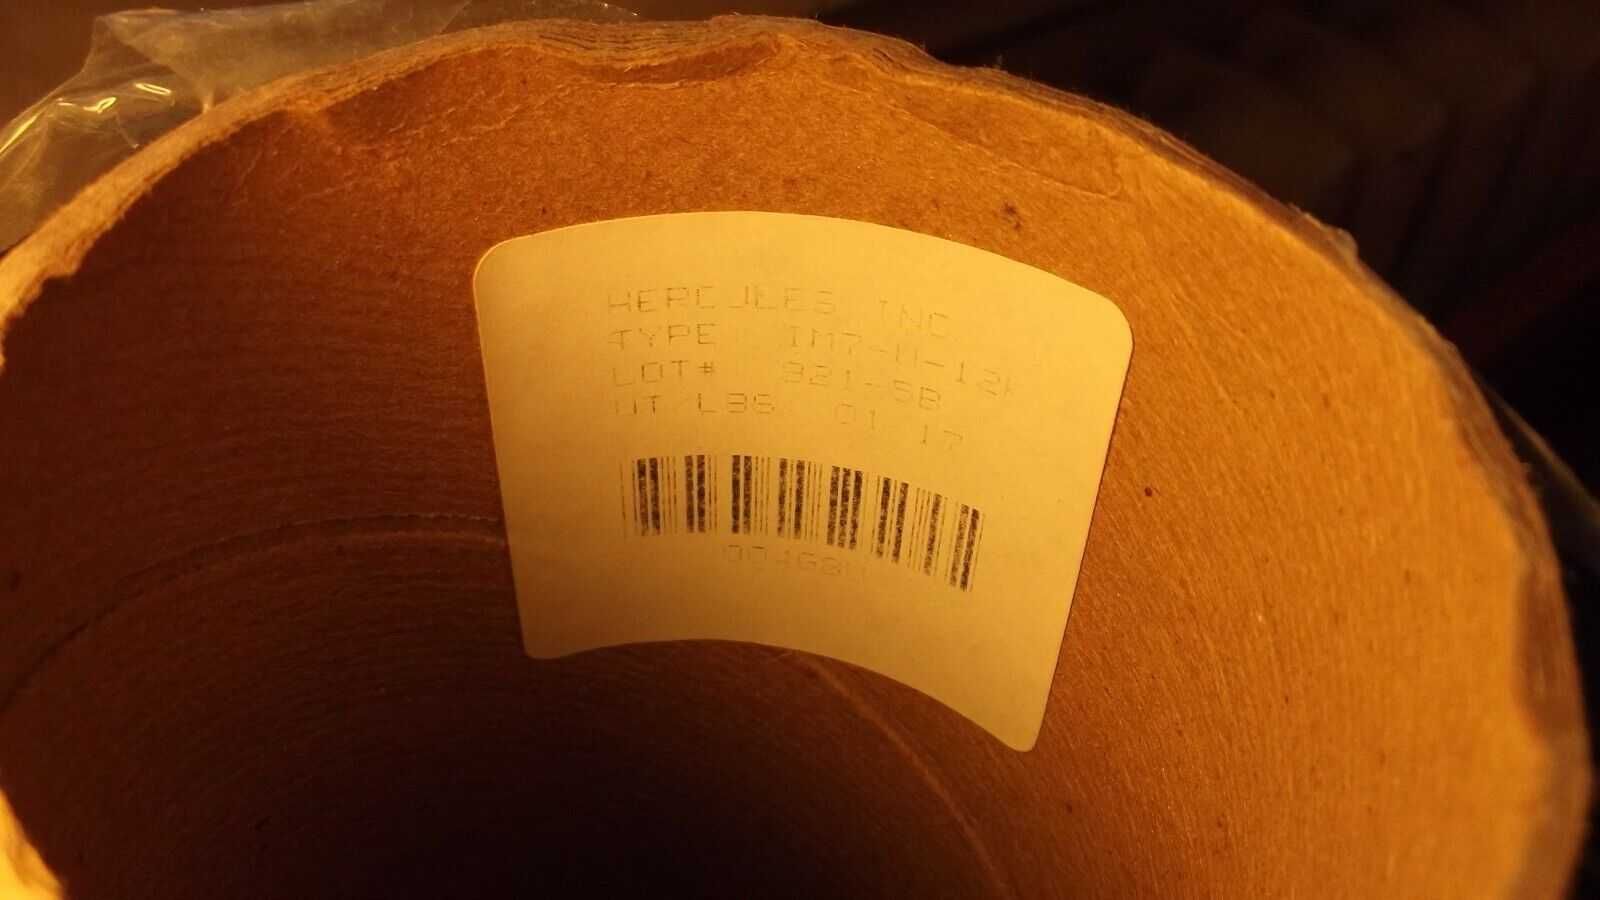 HERCULES INC
TYPE IM7-W-12K
LOT# 921-5B
WT LBS 01 17